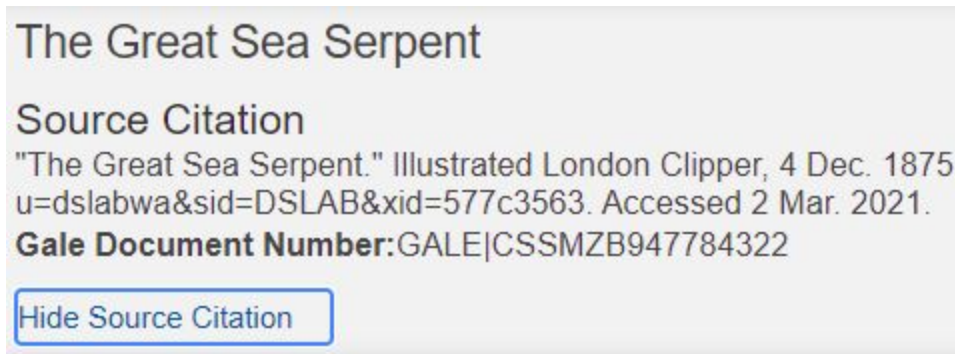 The Great Sea Serpent
Source Citation
"The Great Sea Serpent." Illustrated London Clipper, 4 Dec. 1875
u=dslabwa&sid=DSLAB&xid=577c3563. Accessed 2 Mar. 2021.
Gale Document Number:GALE|CSSMZB947784322
Hide Source Citation